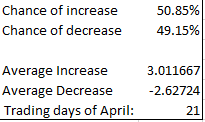 Chance of increase 50.85%
Chance of decrease 49.15%
Average Increase 3.011667
Average Decrease -2.62724
Trading days of April: 21